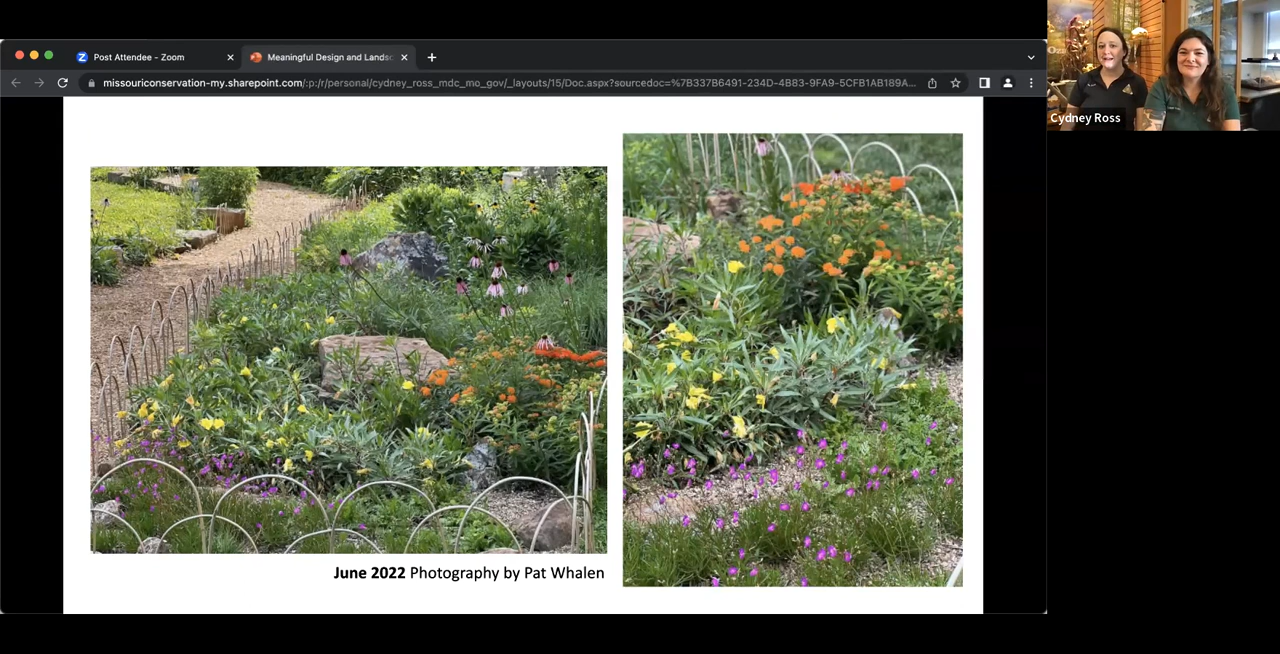 Post Attendee - Zoom
Meaningful Design and Lands
missouriconservation-my.sharepoint.com/:p:/r/personal/cydney_ross_mdc_mo_gov/_layouts/15/Doc.aspx?sourcedoc=%7B337B6491-234D-4B83-9FA9-5CFB1AB189A...
Cydney Ross
June 2022 Photography by Pat Whalen